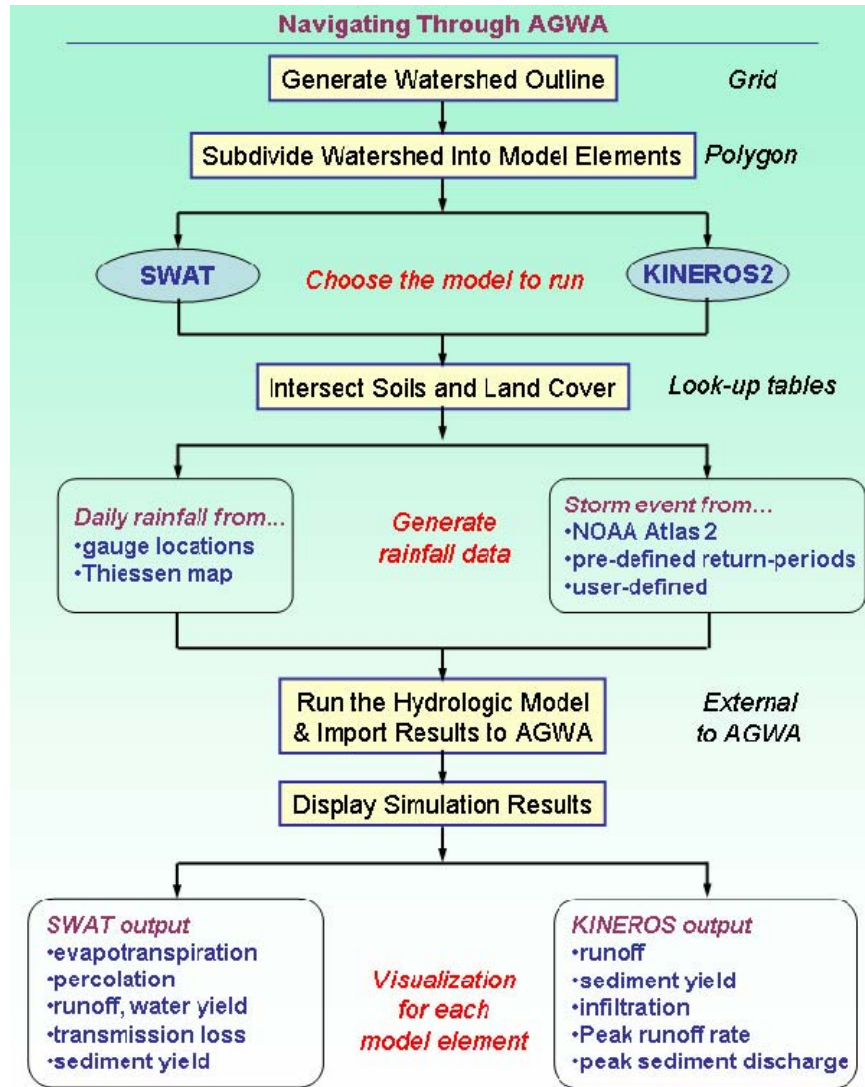 Navigating Through AGWA
Generate Watershed Outline
Grid
Subdivide Watershed Into Model Elements
Polygon
SWAT
Choose the model to run
KINEROS2
Intersect Soils and Land Cover
Look-up tables
Daily rainfall from...
•gauge locations
•Thiessen map
Generate
rainfall data
Storm event from...
•NOAA Atlas 2
•pre-defined return-periods
•user-defined
Run the Hydrologic Model
& Import Results to AGWA
External
to AGWA
Display Simulation Results
SWAT output
•evapotranspiration
•percolation
•runoff, water yield
•transmission loss
•sediment yield
Visualization
for each
model element
KINEROS output
•runoff
•sediment yield
•infiltration
•Peak runoff rate
•peak sediment discharge